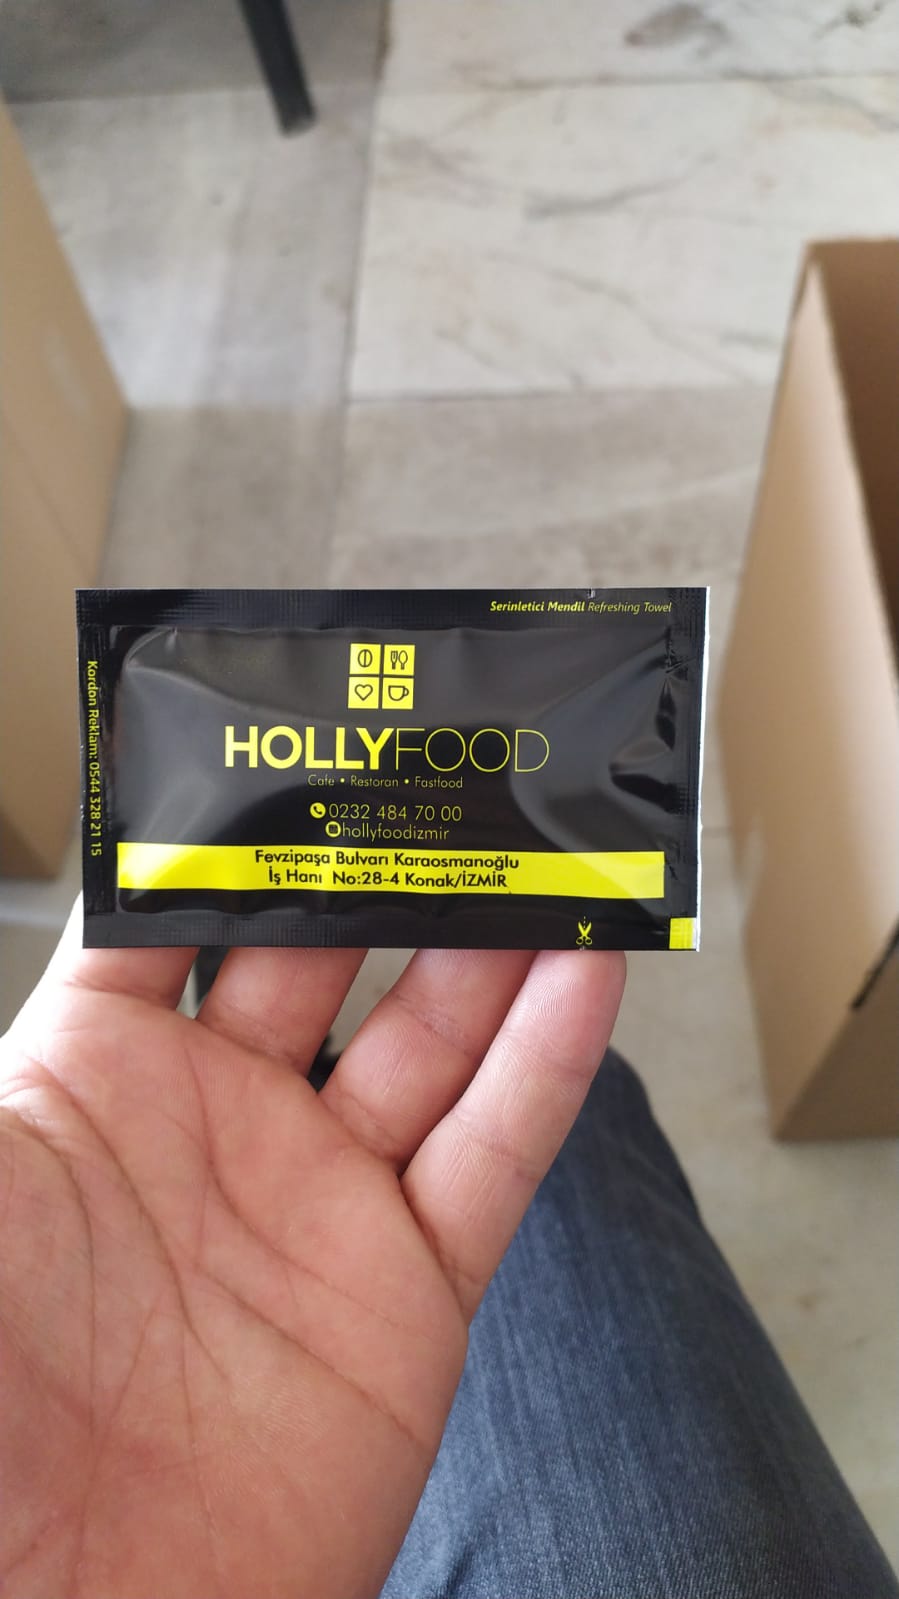 Serinletici Mendil Refreshing Towel
HOLLYFOOD
Cafe • Restoran • Fastfood
0232 484 70 00
hollyfoodizmir
Fevzipaşa Bulvarı Karaosmanoğlu
İş Hanı No:28-4 Konak/İZMİR
Kordon Reklam: 0544 328 21 15